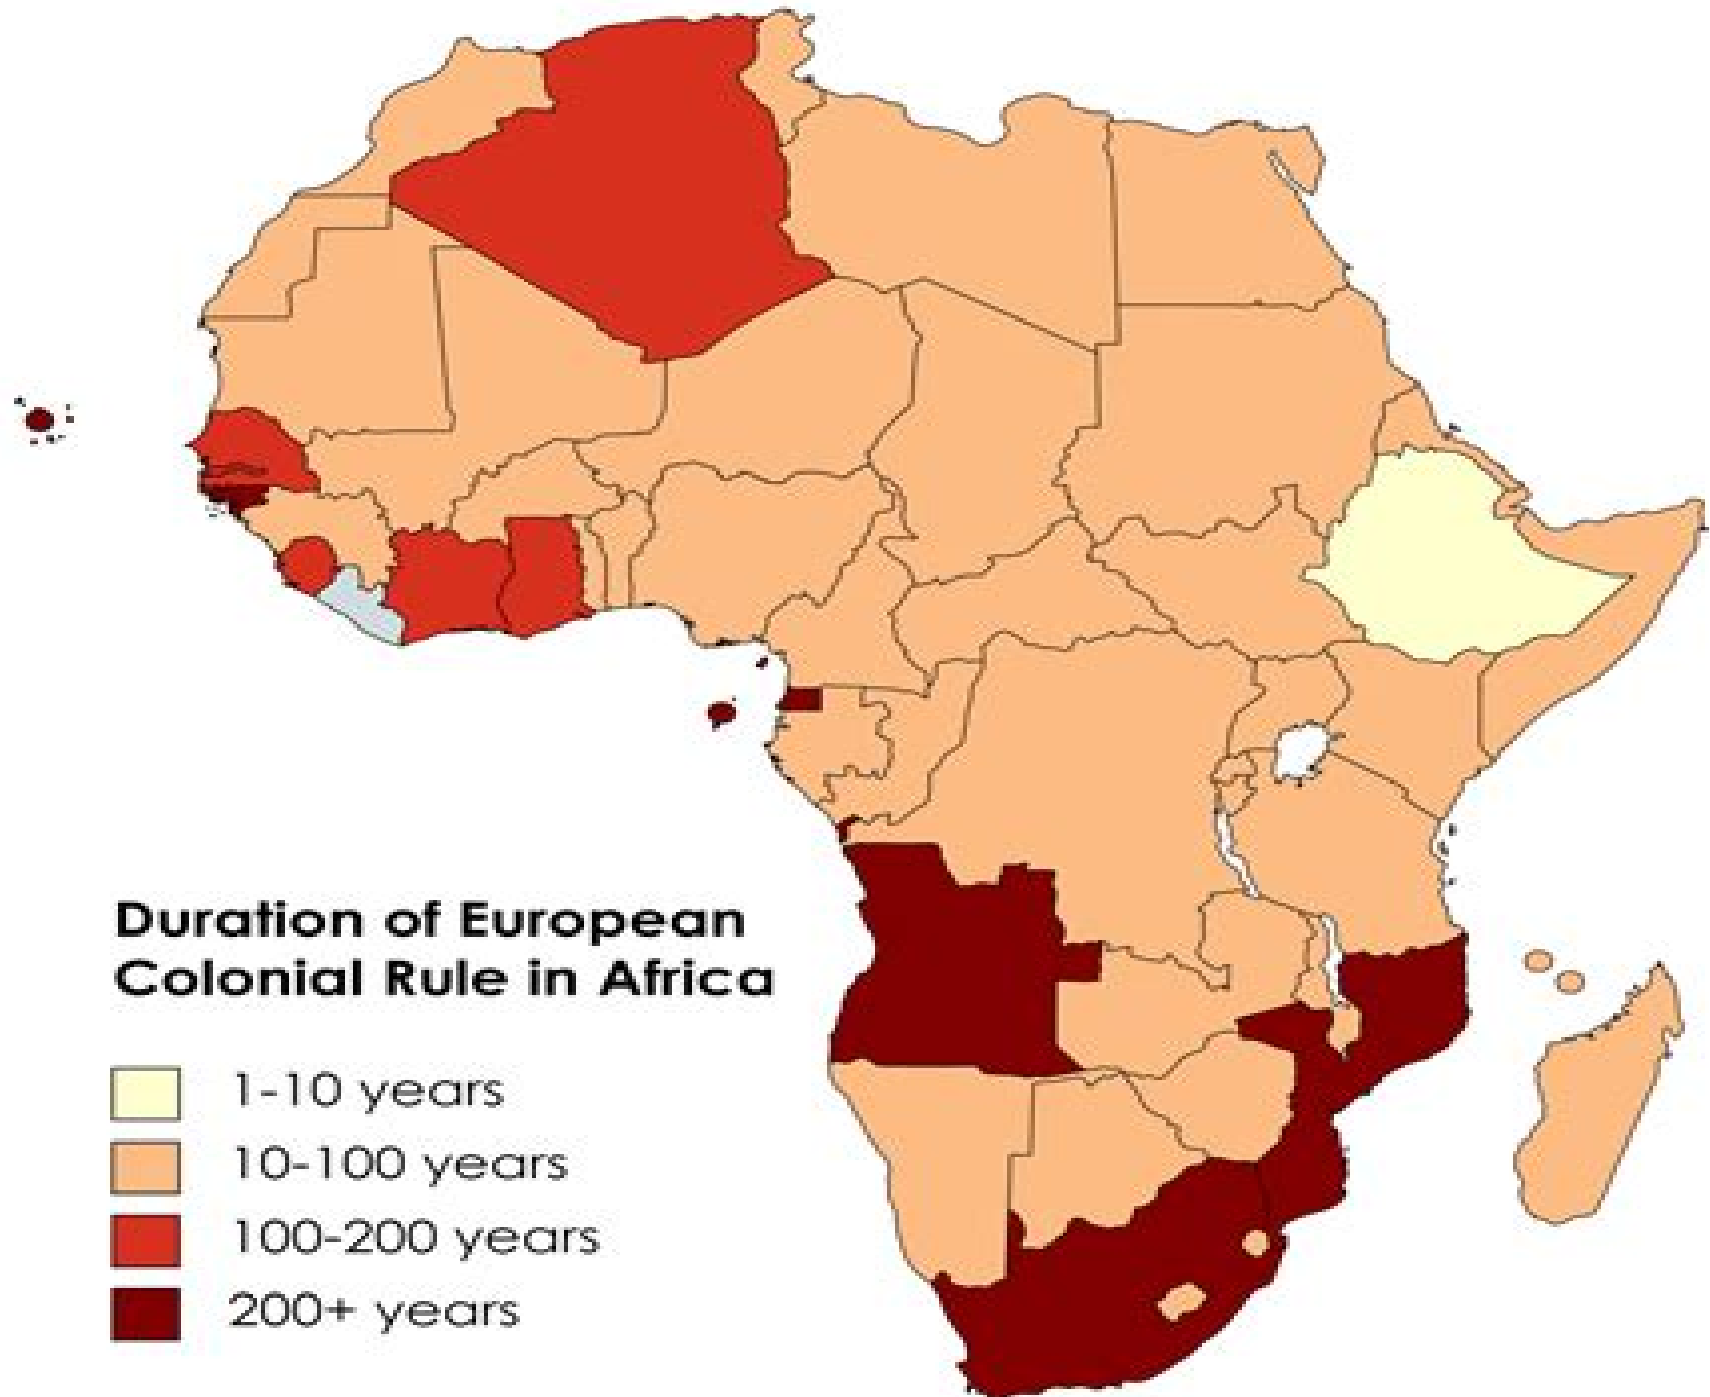 Duration of European
Colonial Rule in Africa
1-10 years
10-100 years
100-200 years
200+ years